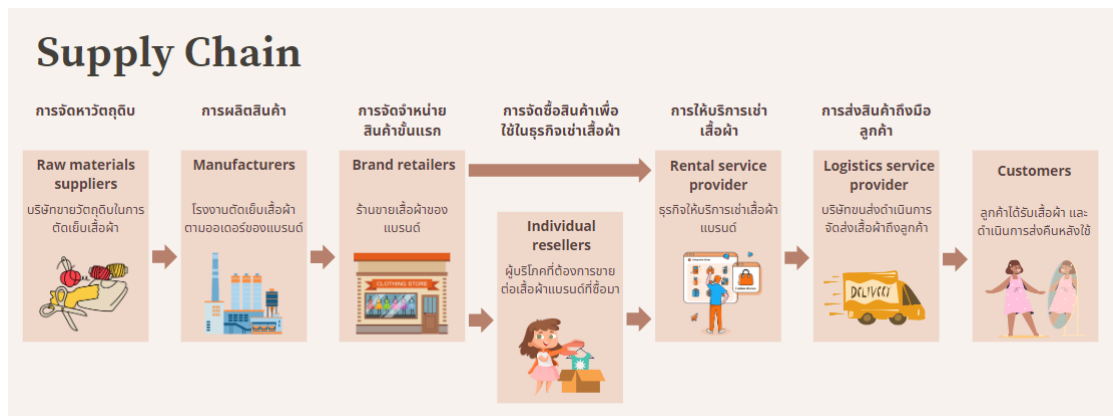 Supply Chain
การจัดหาวัตถุดิบ
การผลิตสินค้า
การจัดจำหน่าย
สินค้าขั้นแรก
การจัดซื้อสินค้าเพื่อ
ใช้ในธุรกิจเช่าเสื้อผ้า
การให้บริการเช่า
เสื้อผ้า
การส่งสินค้าถึงมือ
ลูกค้า
Raw materials
suppliers
บริษัทขายวัตถุดิบในการ
ตัดเย็บเสื้อผ้า
Manufacturers
โรงงานตัดเย็บเสื้อผ้า
ตามออเดอร์ของแบรนด์
Brand retailers
ร้านขายเสื้อผ้าของ
แบรนด์
CLOTHING STORE
Individual
resellers
ผู้บริโภคที่ต้องการขาย
ต่อเสื้อผ้าแบรนด์ที่ซื้อมา
Rental service
provider
ธุรกิจให้บริการเช่าเสื้อผ้า
แบรนด์
Logistics service
provider
บริษัทขนส่งดำเนินการ
จัดส่งเสื้อผ้าถึงลูกค้า
Customers
ลูกค้าได้รับเสื้อผ้า และ
ดำเนินการส่งคืนหลังใช้